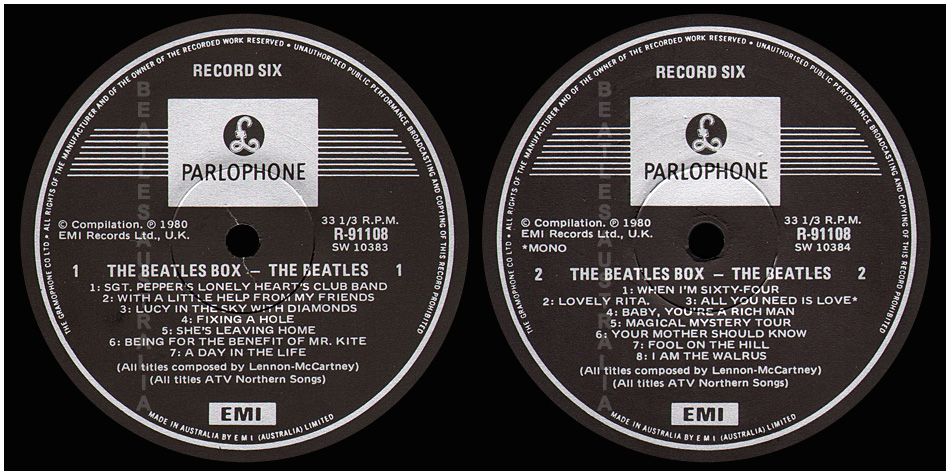 THE GRAMOPHONE CO LTD • ALL RIGHTS OF THE MANUFACTURER AND OF THE OWNER OF THE RECORDED WORK RESERVED • UNAUTHORISED PUBLIC PERFORMANCE BROADCASTING AND COPYING OF THIS RECORD PROHIBITED
RECORD SIX
£
PARLOPHONE
© Compilation. ℗ 1980
EMI Records Ltd., U.K.
33 1/3 R.P.M.
R-91108
SW 10383
1 THE BEATLES BOX – THE BEATLES 1
1: SGT. PEPPER'S LONELY HEARTS CLUB BAND
2: WITH A LITTLE HELP FROM MY FRIENDS
3: LUCY IN THE SKY WITH DIAMONDS
4: FIXING A HOLE
5: SHE'S LEAVING HOME
6: BEING FOR THE BENEFIT OF MR. KITE
7: A DAY IN THE LIFE
(All titles composed by Lennon-McCartney)
(All titles ATV Northern Songs)
EMI
MADE IN AUSTRALIA BY E M I (AUSTRALIA) LIMITED
BEATLESAUSTRALIA
THE GRAMOPHONE CO LTD • ALL RIGHTS OF THE MANUFACTURER AND OF THE OWNER OF THE RECORDED WORK RESERVED • UNAUTHORISED PUBLIC PERFORMANCE BROADCASTING AND COPYING OF THIS RECORD PROHIBITED
RECORD SIX
£
PARLOPHONE
© Compilation. ℗ 1980
EMI Records Ltd., U.K.
*MONO
33 1/3 R.P.M.
R-91108
SW 10384
2 THE BEATLES BOX – THE BEATLES 2
1: WHEN I'M SIXTY-FOUR
2: LOVELY RITA. 3: ALL YOU NEED IS LOVE*
4: BABY, YOU'RE A RICH MAN
5: MAGICAL MYSTERY TOUR
6: YOUR MOTHER SHOULD KNOW
7: FOOL ON THE HILL
8: I AM THE WALRUS
(All titles composed by Lennon-McCartney)
(All titles ATV Northern Songs)
EMI
MADE IN AUSTRALIA BY E M I (AUSTRALIA) LIMITED
BEATLESAUSTRALIA